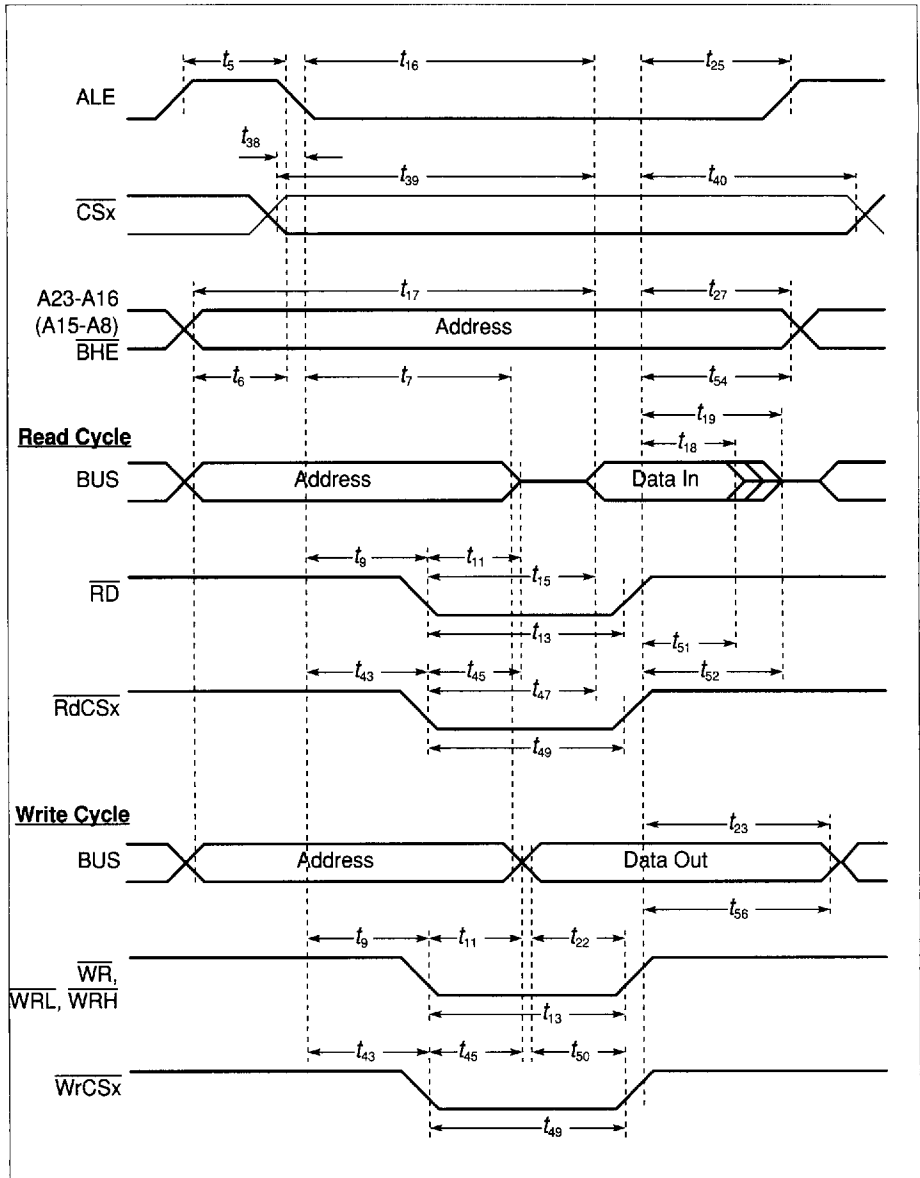 t5 t16 t25
ALE
t38
t39 t40
CSx
t17 t27
A23-A16
(A15-A8)
BHE
Address
t6 t7 t54
t19
Read Cycle
t18
BUS
Address
Data In
t9 t11
t15
RD
t13
t51
t43 t45 t52
t47
RdCSx
t49
Write Cycle
t23
BUS
Address
Data Out
t56
t9 t11 t22
WR,
WRL, WRH
t13
t43 t45 t50
WrCSx
t49